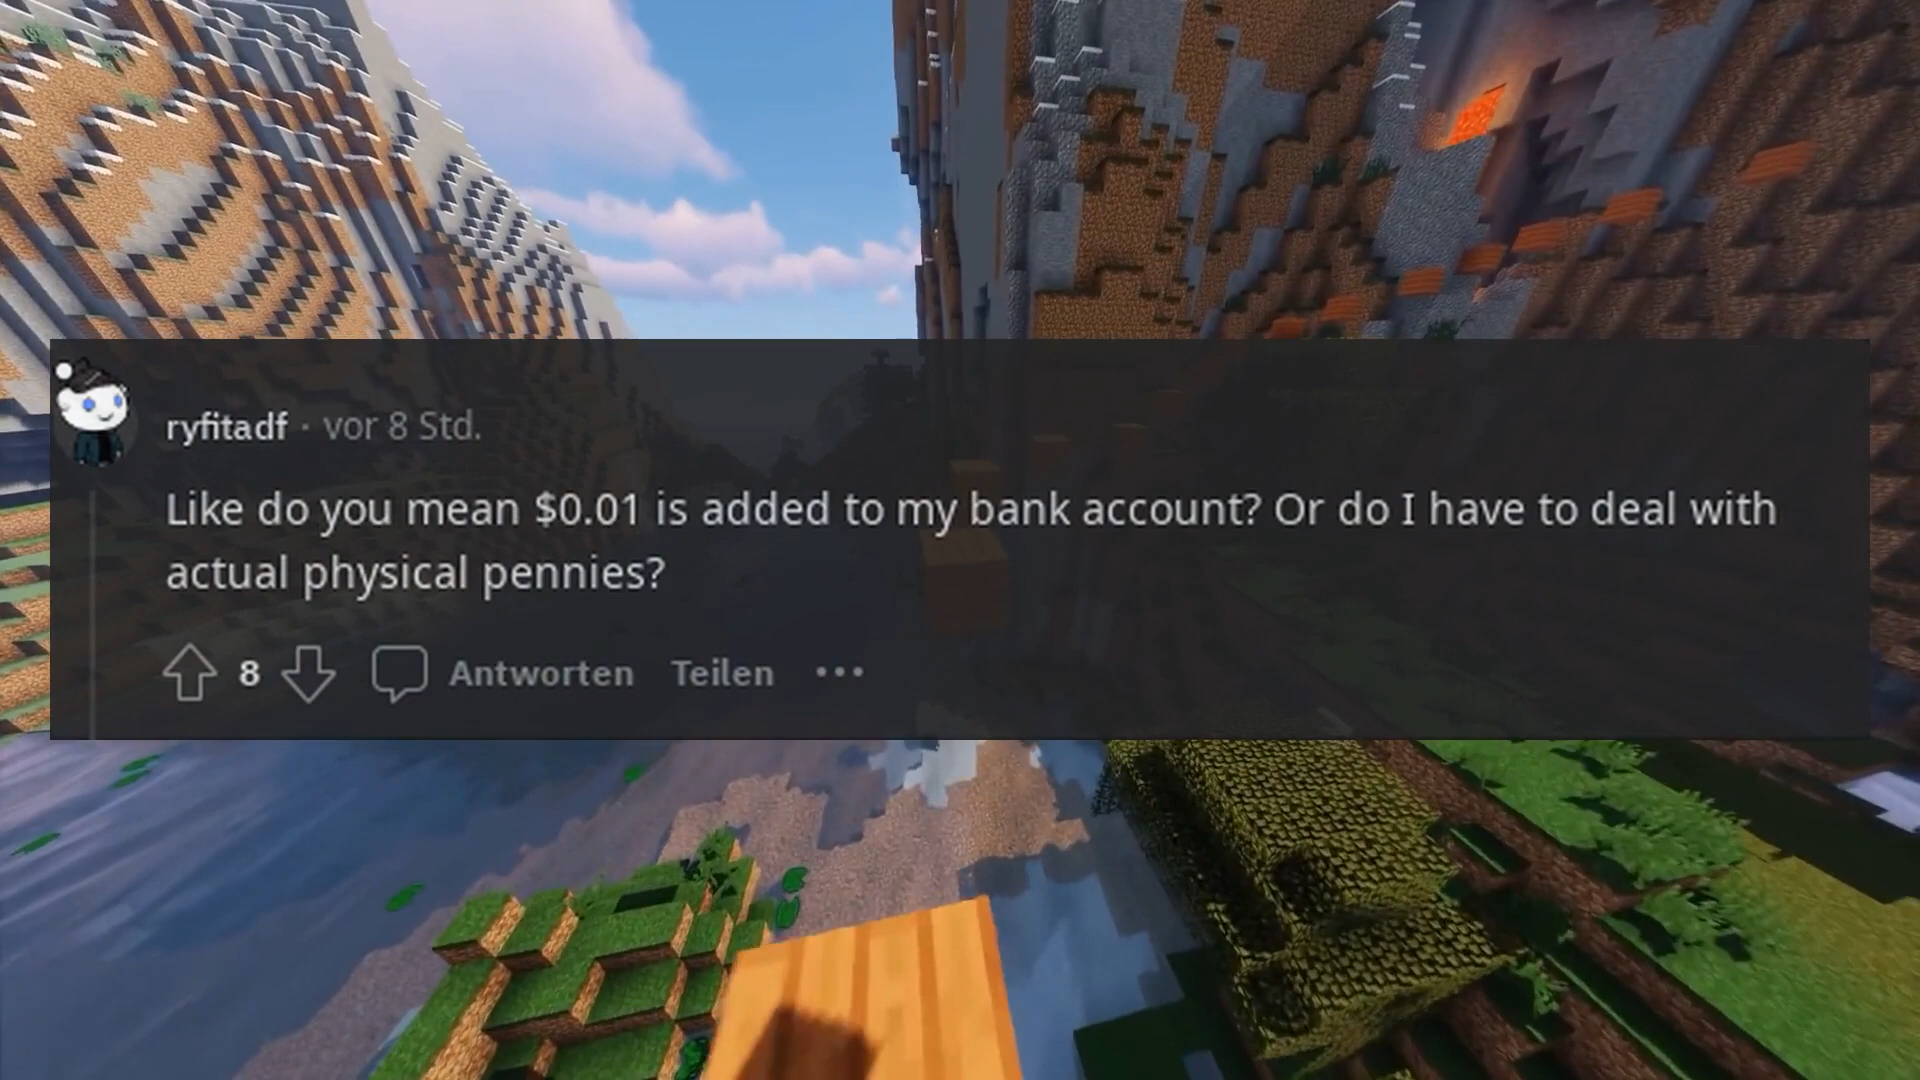 ryfitadf · vor 8 Std.
Like do you mean $0.01 is added to my bank account? Or do I have to deal with
actual physical pennies?
8 Antworten Teilen •••